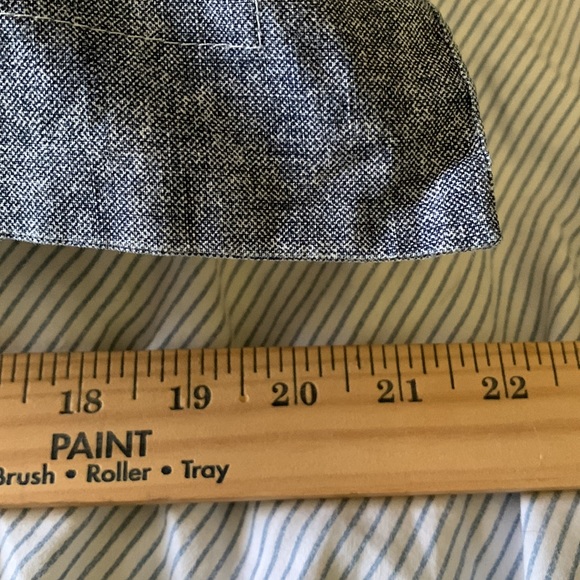 18 19 20 21 22
PAINT
Brush • Roller • Tray